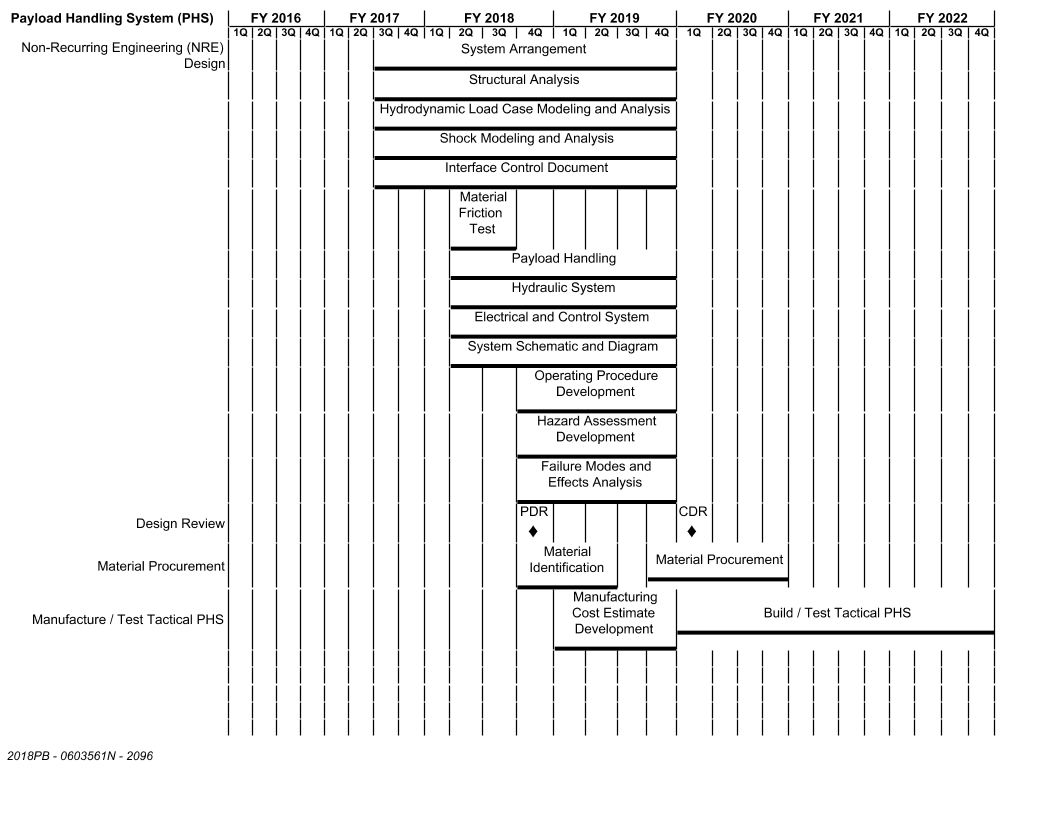 Payload Handling System (PHS) FY 2016 FY 2017 FY 2018 FY 2019 FY 2020 FY 2021 FY 2022
1Q 2Q 3Q 4Q 1Q 2Q 3Q 4Q 1Q 2Q 3Q 4Q 1Q 2Q 3Q 4Q 1Q 2Q 3Q 4Q 1Q 2Q 3Q 4Q 1Q 2Q 3Q 4Q
Non-Recurring Engineering (NRE)
Design
System Arrangement
Structural Analysis
Hydrodynamic Load Case Modeling and Analysis
Shock Modeling and Analysis
Interface Control Document
Material
Friction
Test
Payload Handling
Hydraulic System
Electrical and Control System
System Schematic and Diagram
Operating Procedure
Development
Hazard Assessment
Development
Failure Modes and
Effects Analysis
Design Review
PDR CDR
Material Procurement
Material
Identification
Material Procurement
Manufacture / Test Tactical PHS
Manufacturing
Cost Estimate
Development
Build / Test Tactical PHS
2018PB - 0603561N - 2096